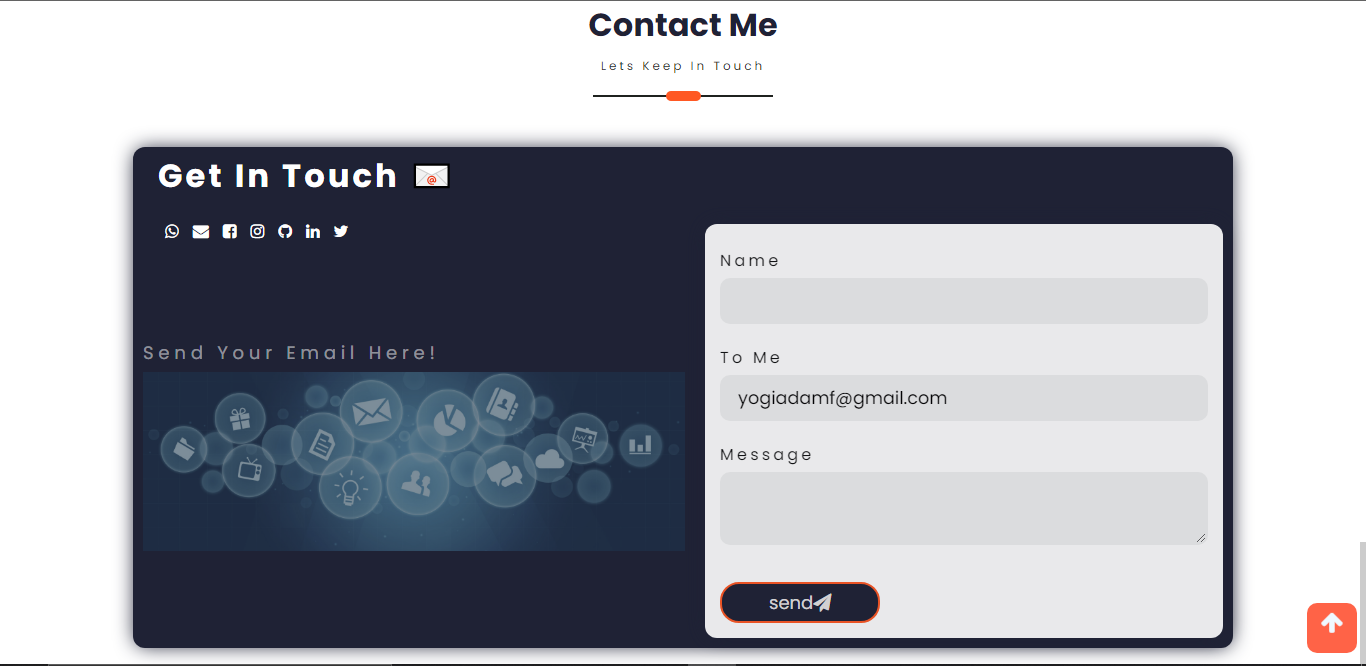 Contact Me
Lets Keep In Touch
Get In Touch
Send Your Email Here!
Name
To Me
yogiadamf@gmail.com
Message
send